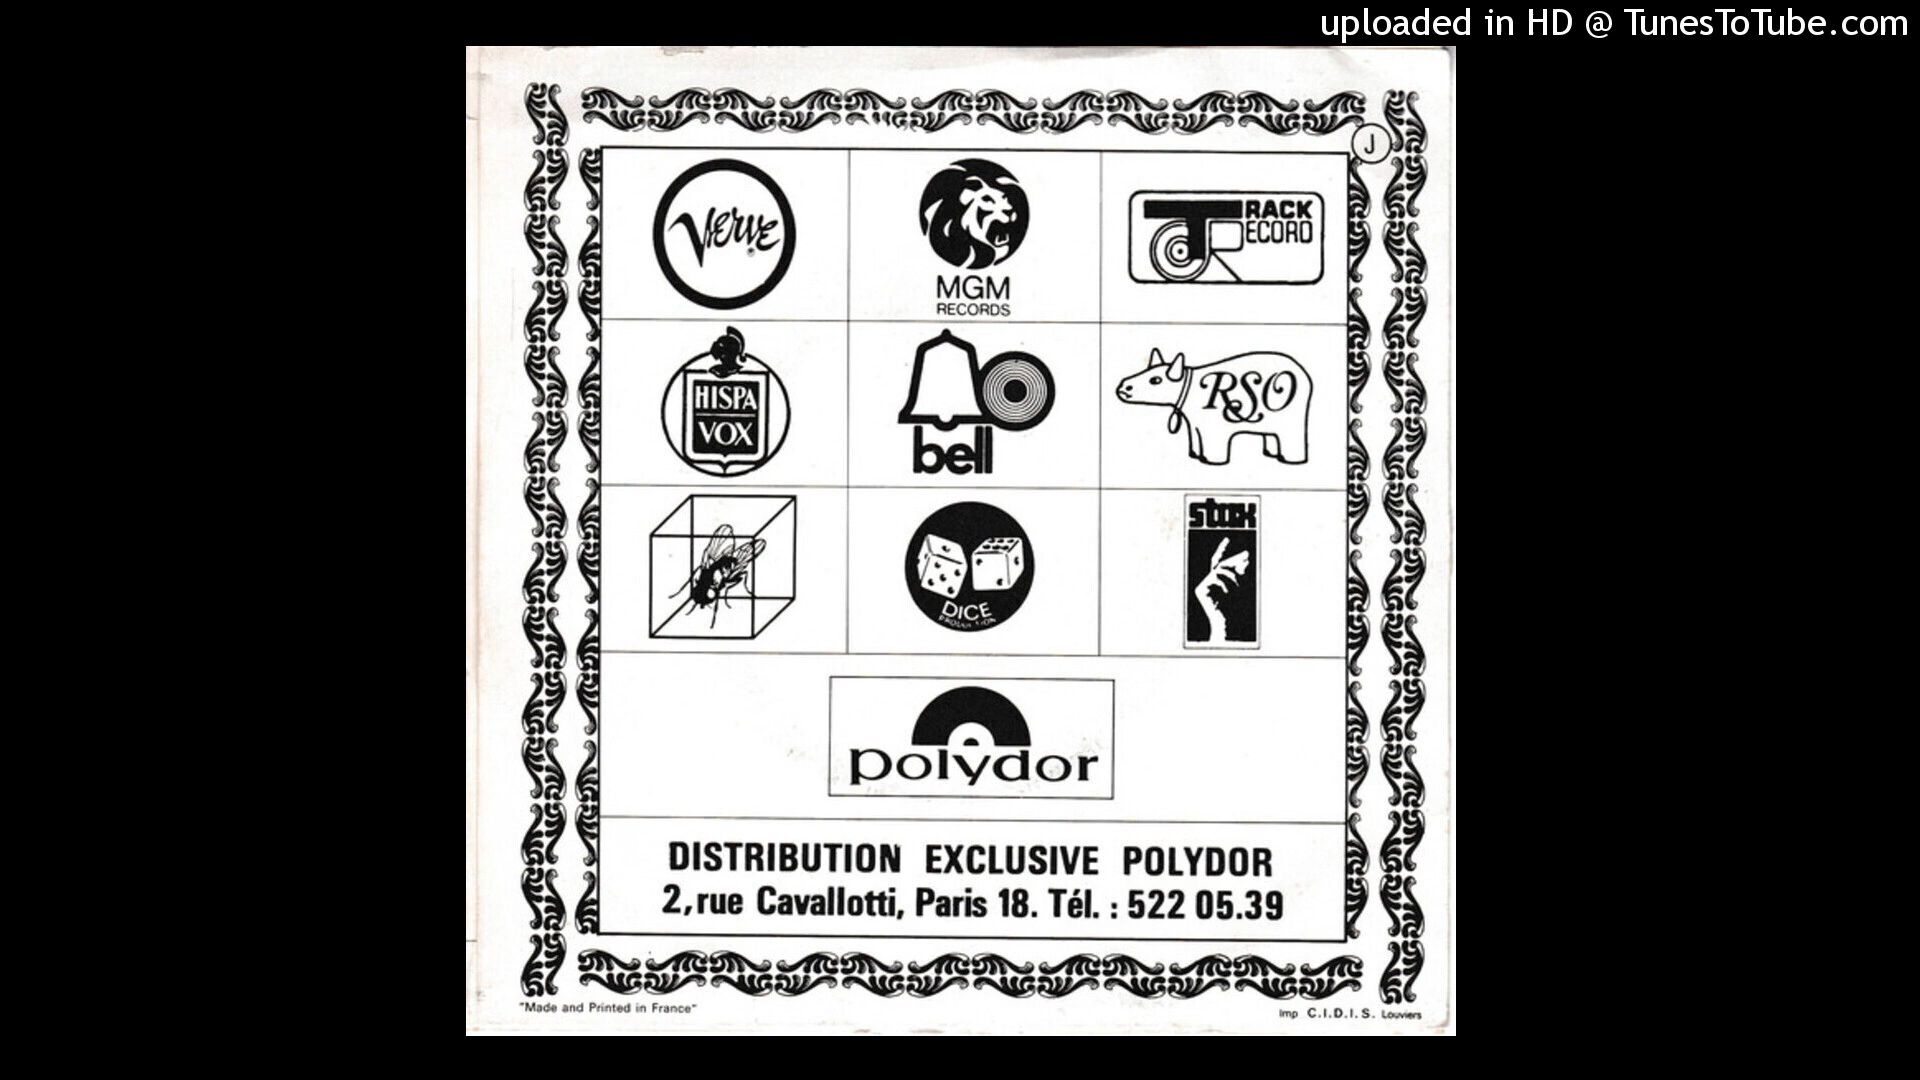 uploaded in HD @ TunesToTube.com
J
Verve
®
MGM
RECORDS
TRACK
RECORD
HISPA
VOX
bell
RSO
DICE
PRODUCTION
stax
polydor
DISTRIBUTION EXCLUSIVE POLYDOR
2, rue Cavallotti, Paris 18. Tél. : 522 05.39
"Made and Printed in France"
Imp C.I.D.I.S. Louviers